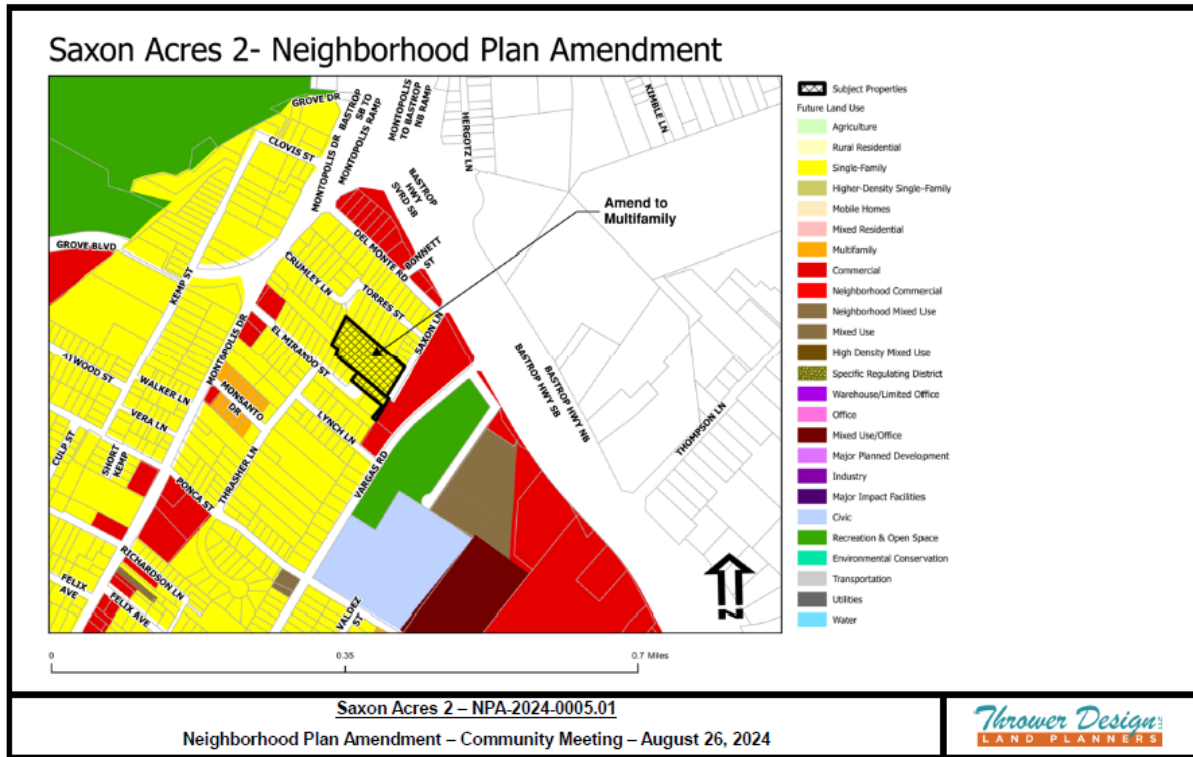 Saxon Acres 2- Neighborhood Plan Amendment
GROVE DR
CLOVIS ST
MONTOPOLIS DR
BASTROP
SB TO
MONTOPOLIS RAMP
MONTOPOLIS
TO BASTROP
NB RAMP
HERGOTZ LN
KIMBLE LN
BASTROP
HWY
SVRD SB
Amend to
Multifamily
GROVE BLVD
KEMP ST
CRUMLEY LN
DEL MONTE RD
BONNETT
ST
TORRES ST
SAXON LN
EL MIRANDO ST
MONTOPOLIS DR
WALKER LN
VERA LN
MONSANTO
DR
LYNCH LN
BASTROP HWY SB
BASTROP HWY NB
THOMPSON LN
CULP ST
SHORT
KEMP
THRASHER LN
VARGAS RD
PONCA ST
RICHARDSON LN
FELIX
AVE
FELIX AVE
VALDEZ
ST
N
0
0.35
0.7 Miles
Subject Properties
Future Land Use
Agriculture
Rural Residential
Single-Family
Higher-Density Single-Family
Mobile Homes
Mixed Residential
Multifamily
Commercial
Neighborhood Commercial
Neighborhood Mixed Use
Mixed Use
High Density Mixed Use
Specific Regulating District
Warehouse/Limited Office
Office
Mixed Use/Office
Major Planned Development
Industry
Major Impact Facilities
Civic
Recreation & Open Space
Environmental Conservation
Transportation
Utilities
Water
Saxon Acres 2 – NPA-2024-0005.01
Neighborhood Plan Amendment – Community Meeting – August 26, 2024
Thrower Design LLC
LAND PLANNERS